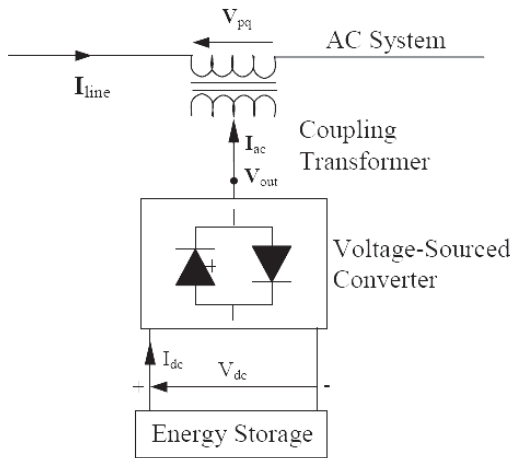 V_pq
AC System
I_line
I_ac
Coupling
Transformer
V_out
Voltage-Sourced
Converter
+
I_dc
+
V_dc
-
Energy Storage